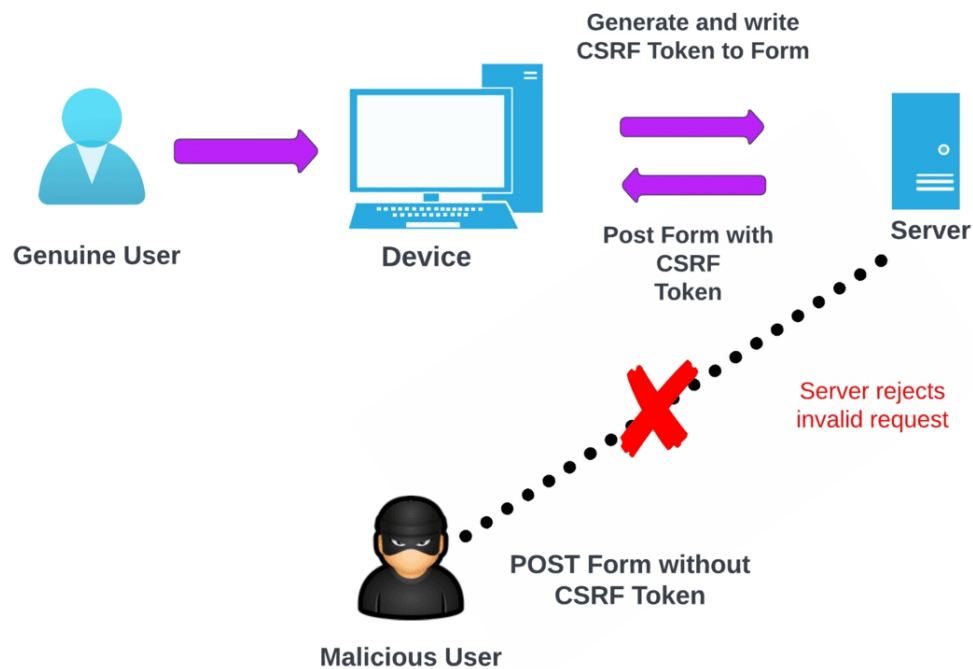 Generate and write
CSRF Token to Form
Genuine User
Device
Server
Post Form with
CSRF
Token
Server rejects
invalid request
POST Form without
CSRF Token
Malicious User